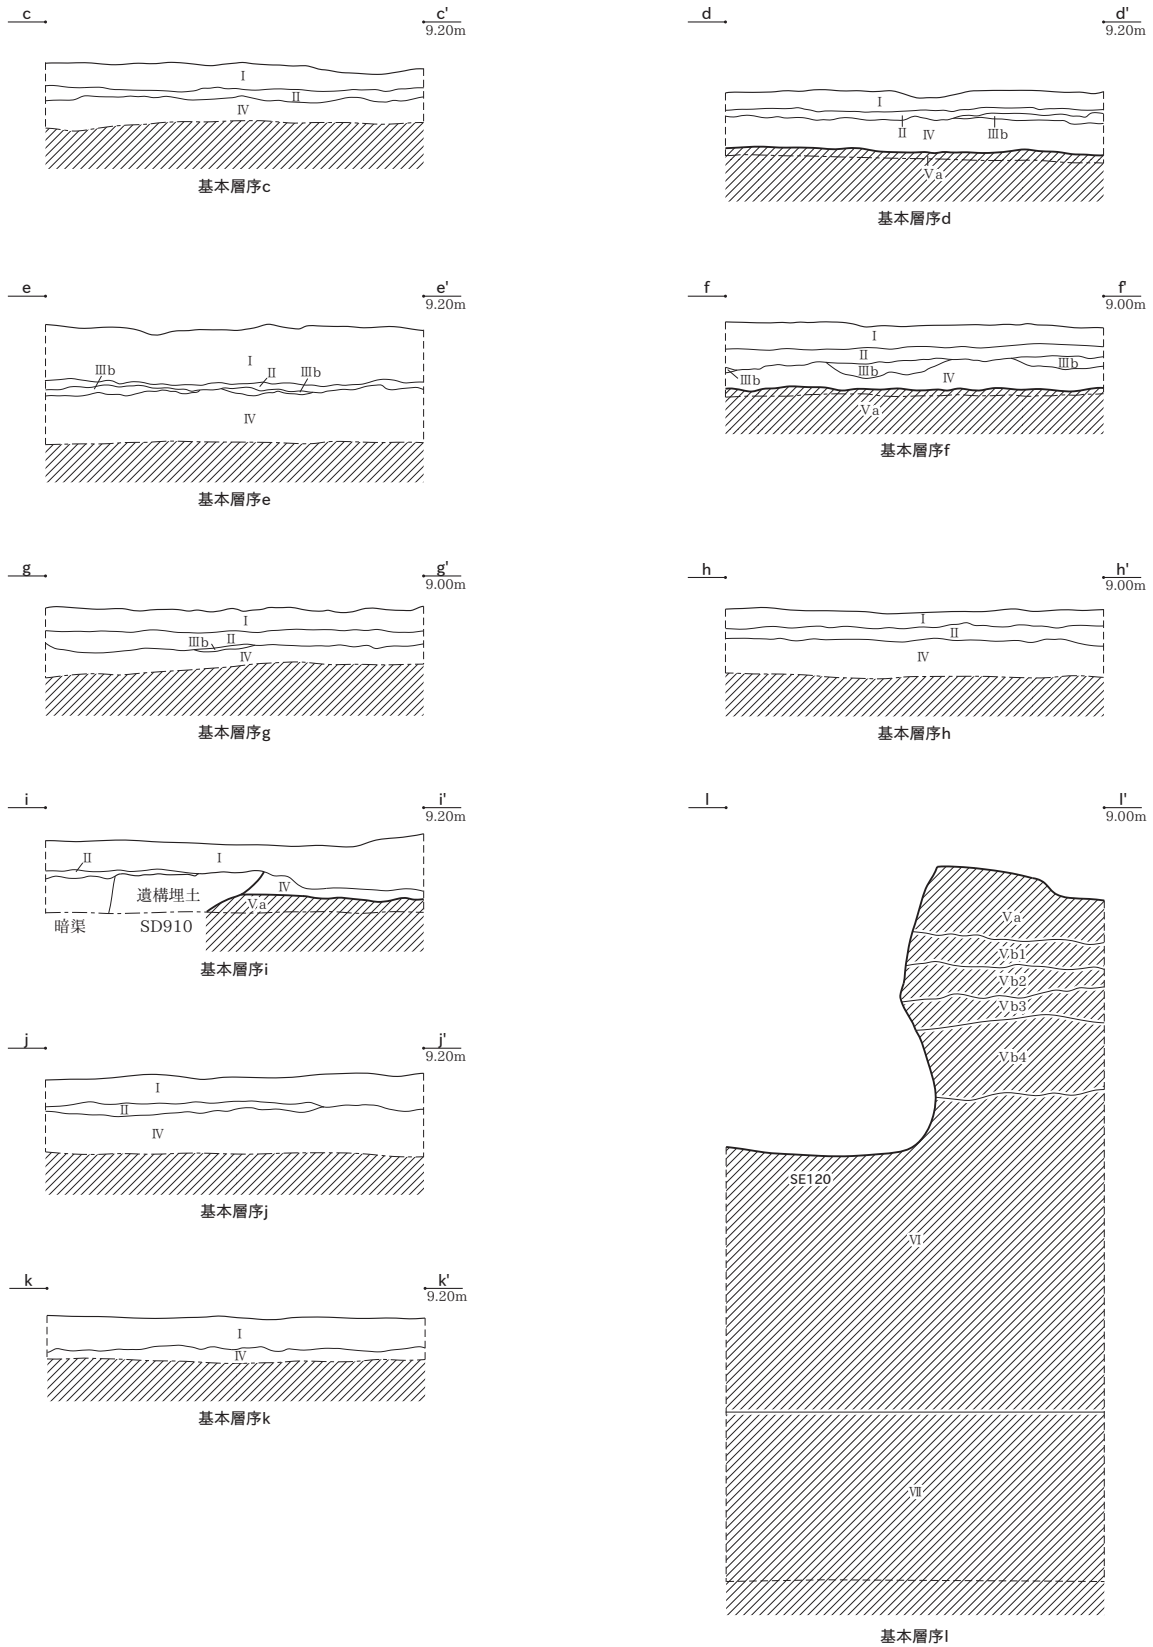 c c'
9.20m
I
II
IV
基本層序c
d d'
9.20m
I
II IV IIIb
Va
基本層序d
e e'
9.20m
I
IIIb II IIIb
IV
基本層序e
f f'
9.00m
I
II
IIIb IIIb IV IIIb
Va
基本層序f
g g'
9.00m
I
IIIb II
IV
基本層序g
h h'
9.00m
I
II
IV
基本層序h
i i'
9.20m
II I
遺構埋土 IV
Va
暗渠 SD910
基本層序i
j j'
9.20m
I
II
IV
基本層序j
k k'
9.20m
I
IV
基本層序k
l l'
9.00m
Va
Vb1
Vb2
Vb3
Vb4
SE120
VI
VII
基本層序l